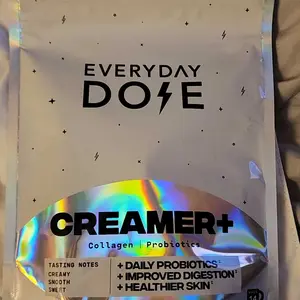 EVERYDAY
DOSE
CREAMER+
Collagen | Probiotics
TASTING NOTES
CREAMY
SMOOTH
SWEET
+ DAILY PROBIOTICS‡
+ IMPROVED DIGESTION‡
+ HEALTHIER SKIN‡